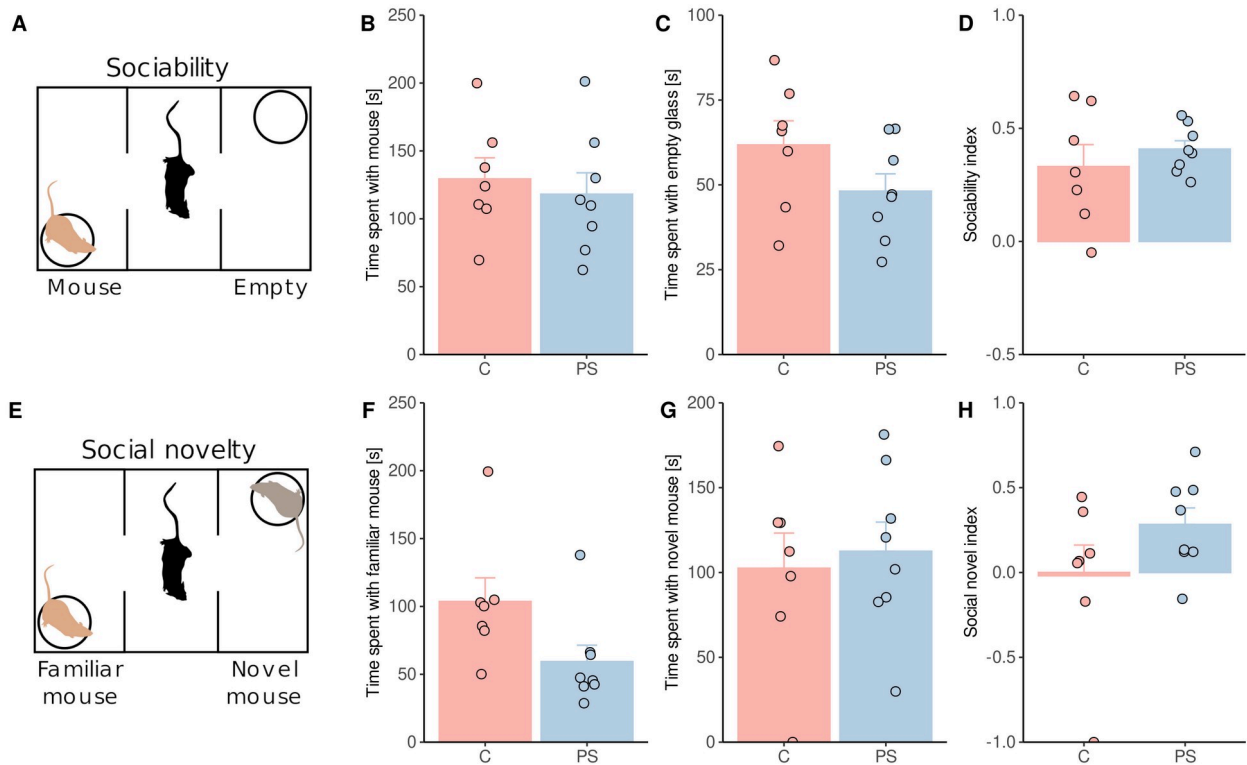 A
Sociability
Mouse
Empty
B
Time spent with mouse [s]
250
200
150
100
50
0
C
PS
C
Time spent with empty glass [s]
100
75
50
25
0
C
PS
D
Sociability index
1.0
0.5
0.0
-0.5
C
PS
E
Social novelty
Familiar
mouse
Novel
mouse
F
Time spent with familiar mouse [s]
250
200
150
100
50
0
C
PS
G
Time spent with novel mouse [s]
200
150
100
50
0
C
PS
H
Social novel index
1.0
0.5
0.0
-0.5
-1.0
C
PS